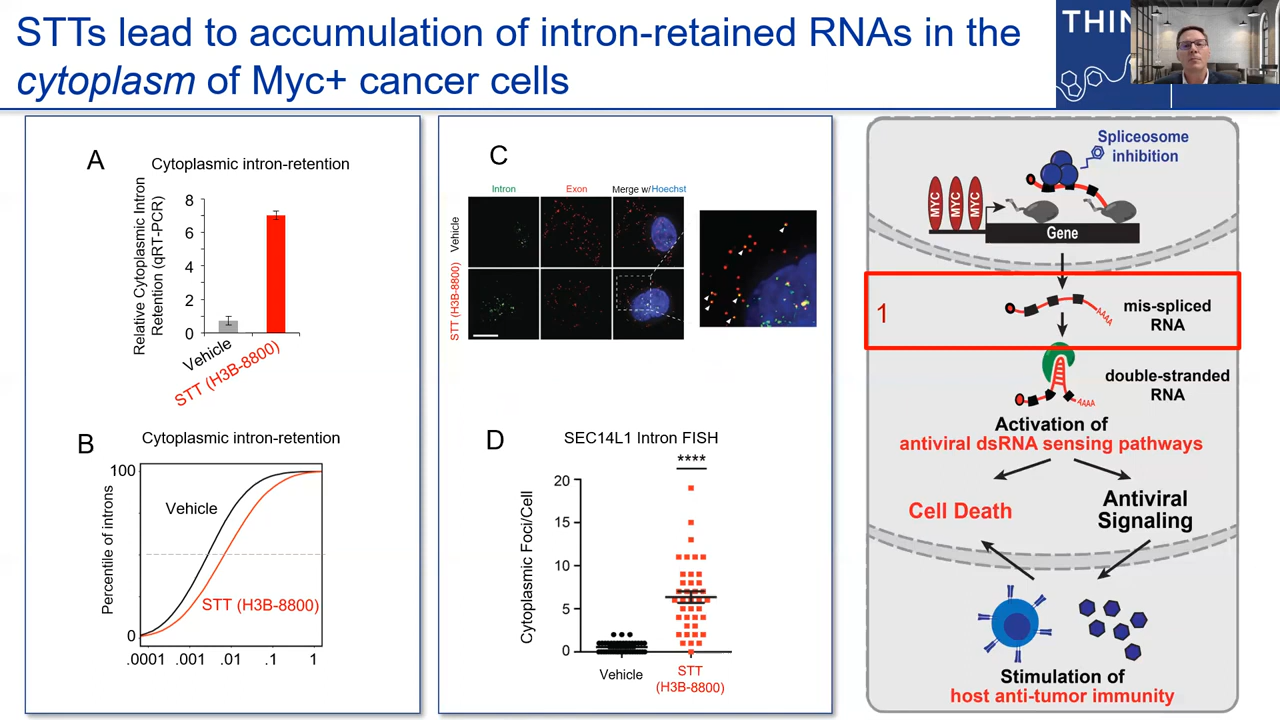 STTs lead to accumulation of intron-retained RNAs in the
cytoplasm of Myc+ cancer cells
THIN
A
Cytoplasmic intron-retention
Relative Cytoplasmic Intron
Retention (qRT-PCR)
8
6
4
2
0
Vehicle
STT (H3B-8800)
B
Cytoplasmic intron-retention
Percentile of introns
100
0
Vehicle
STT (H3B-8800)
.0001 .001 .01 .1 1
C
Intron Exon Merge w/Hoechst
Vehicle
STT (H3B-8800)
D
SEC14L1 Intron FISH
****
Cytoplasmic Foci/Cell
20
15
10
5
0
Vehicle
STT
(H3B-8800)
Spliceosome
inhibition
MYC MYC MYC
Gene
1
AAAA
mis-spliced
RNA
double-stranded
RNA
AAAA
Activation of
antiviral dsRNA sensing pathways
Cell Death
Antiviral
Signaling
Stimulation of
host anti-tumor immunity